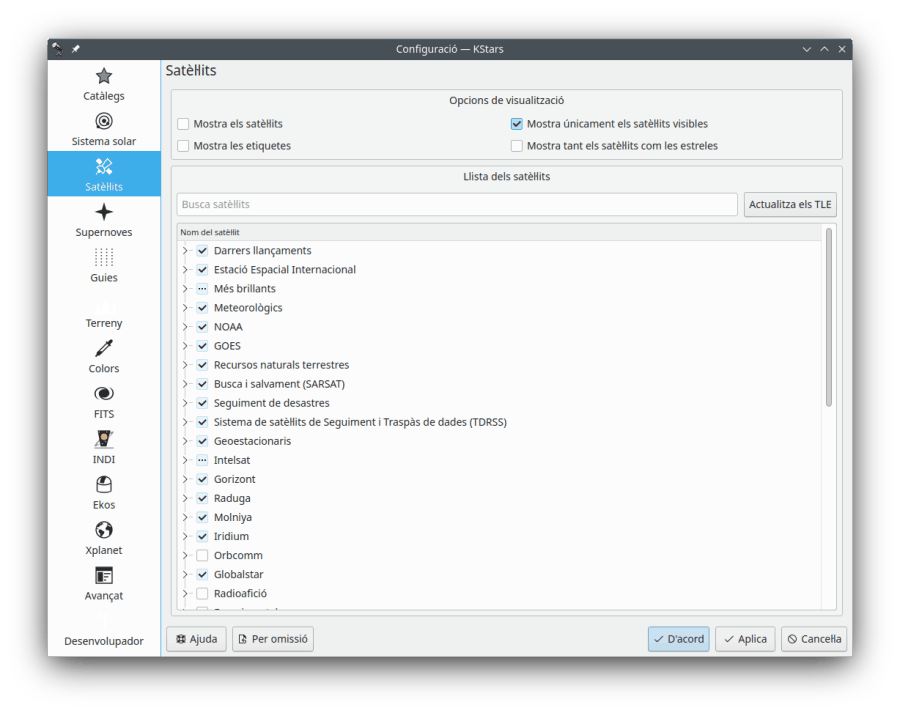 Configuració — KStars
Catàlegs
Sistema solar
Satèl·lits
Supernoves
Guies
Terreny
Colors
FITS
INDI
Ekos
Xplanet
Avançat
Desenvolupador
Satèl·lits
Opcions de visualització
Mostra els satèl·lits
Mostra únicament els satèl·lits visibles
Mostra les etiquetes
Mostra tant els satèl·lits com les estreles
Llista dels satèl·lits
Busca satèl·lits
Actualitza els TLE
Nom del satèl·lit
Darrers llançaments
Estació Espacial Internacional
Més brillants
Meteorològics
NOAA
GOES
Recursos naturals terrestres
Busca i salvament (SARSAT)
Seguiment de desastres
Sistema de satèl·lits de Seguiment i Traspàs de dades (TDRSS)
Geoestacionaris
Intelsat
Gorizont
Raduga
Molniya
Iridium
Orbcomm
Globalstar
Radioafició
Ajuda
Per omissió
D'acord
Aplica
Cancel·la